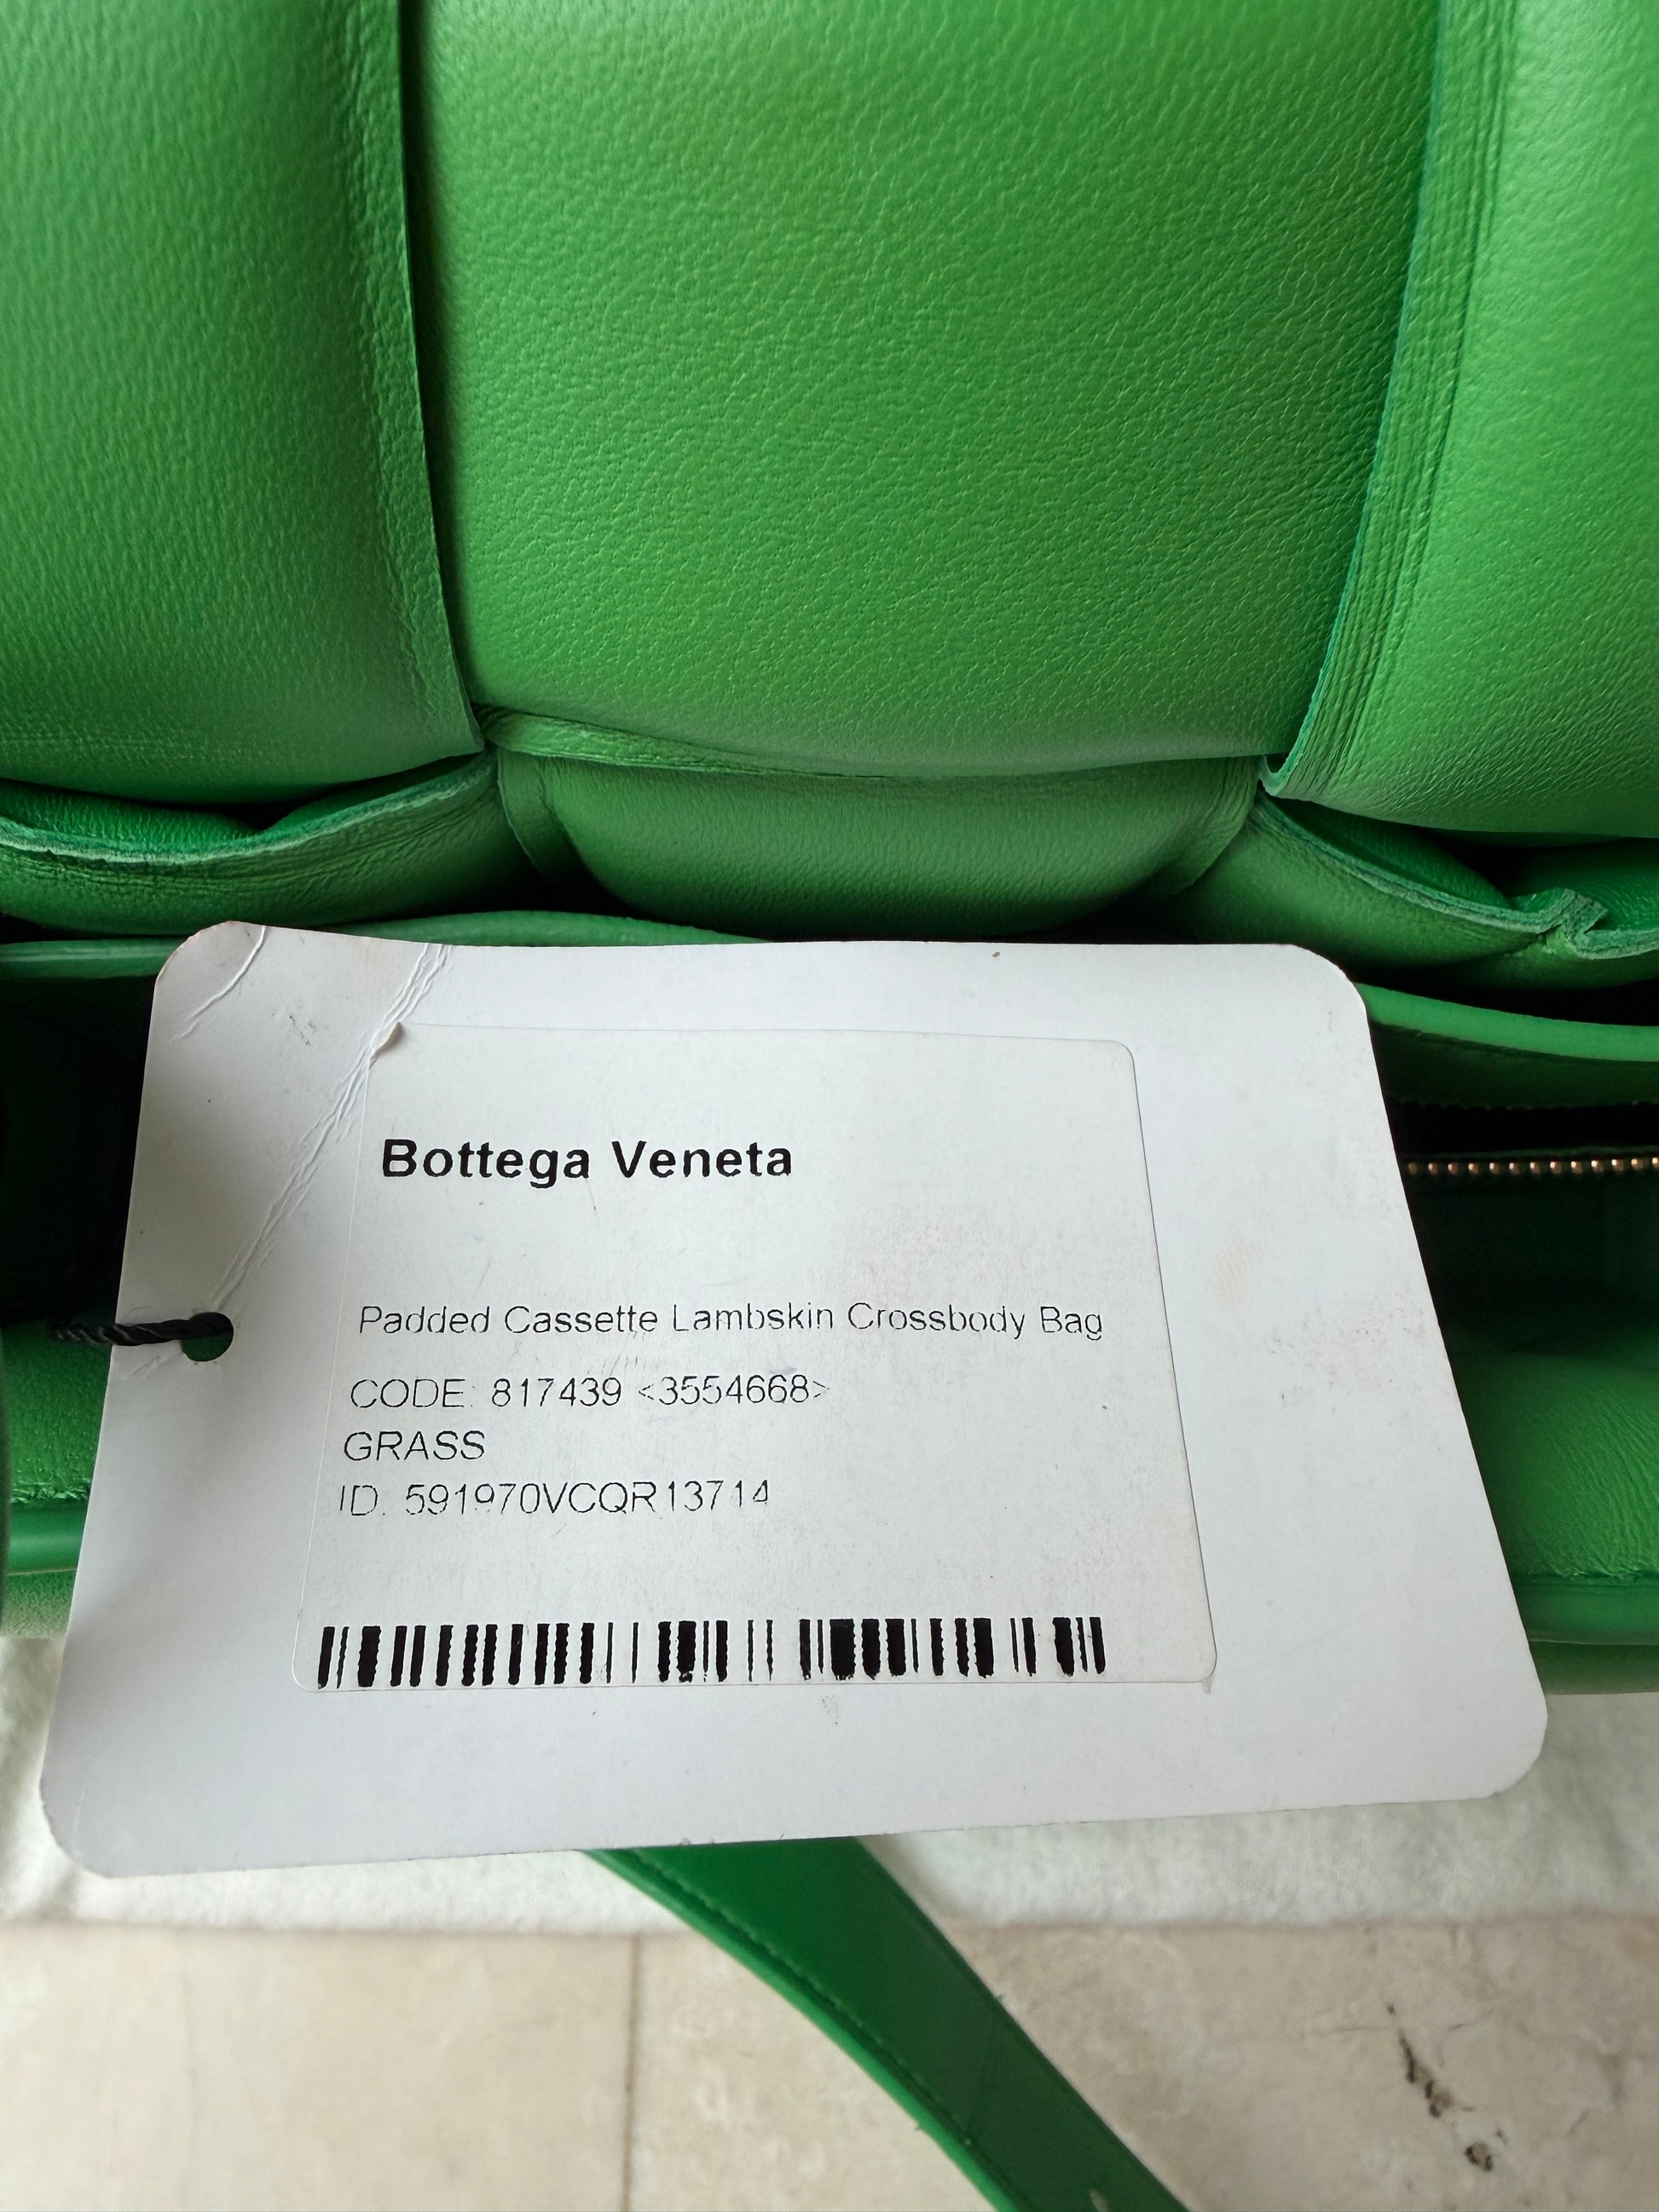 Bottega Veneta
Padded Cassette Lambskin Crossbody Bag
CODE: 817439 <3554668>
GRASS
ID: 591970VCQR13714